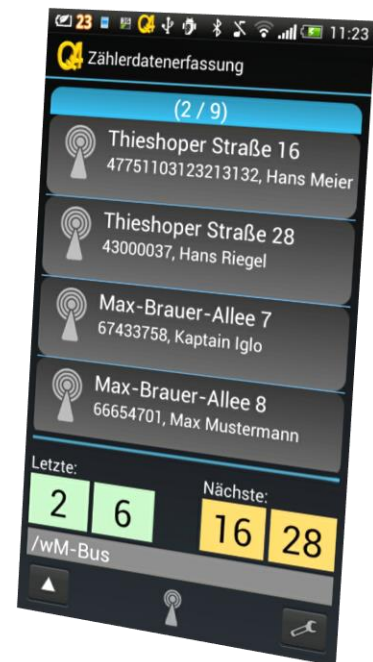 23
Q4
11:23
Q4 Zählerdatenerfassung
(2 / 9)
Thieshoper Straße 16
47751103123213132, Hans Meier
Thieshoper Straße 28
43000037, Hans Riegel
Max-Brauer-Allee 7
67433758, Kaptain Iglo
Max-Brauer-Allee 8
66654701, Max Mustermann
Letzte:
Nächste:
2 6 16 28
/wM-Bus